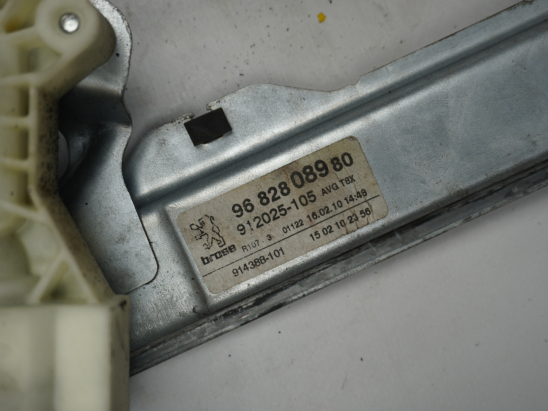 96 828 089 80
912025-105 AVG T6X
brose R107- 3 01122 16.02.10 14:49
914388-101 15 02 10 23 56